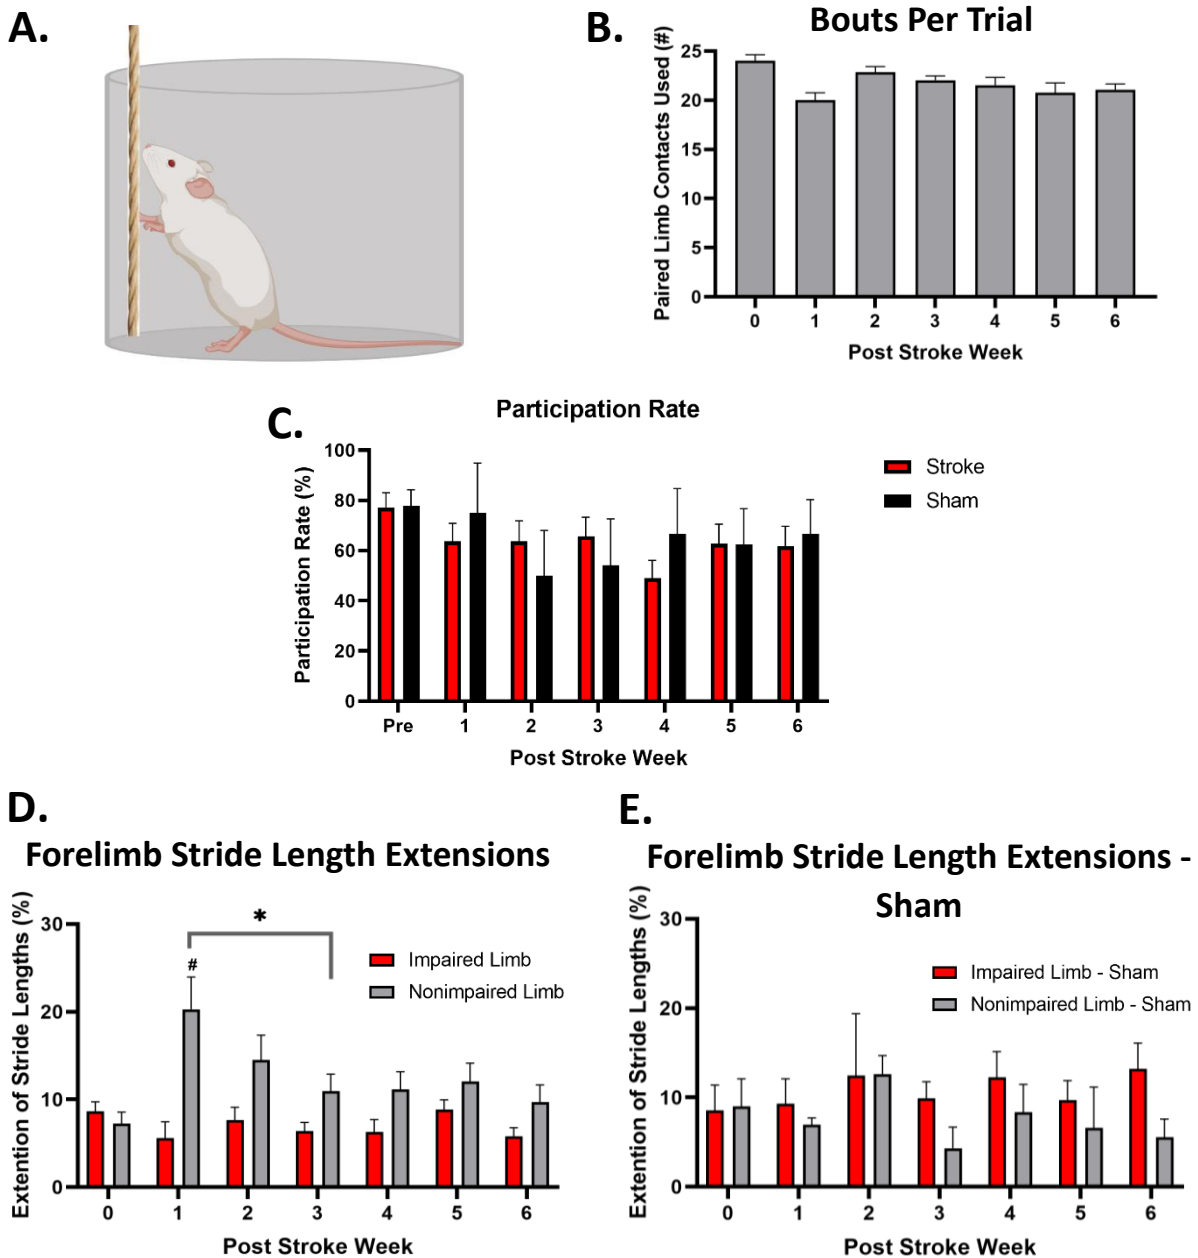 A.
B.
Bouts Per Trial
Paired Limb Contacts Used (#)
25
20
15
10
5
0
0 1 2 3 4 5 6
Post Stroke Week
C.
Participation Rate
Participation Rate (%)
100
80
60
40
20
0
Pre 1 2 3 4 5 6
Post Stroke Week
Stroke
Sham
D.
Forelimb Stride Length Extensions
Extention of Stride Lengths (%)
30
20
10
0
*
#
Impaired Limb
Nonimpaired Limb
0 1 2 3 4 5 6
Post Stroke Week
E.
Forelimb Stride Length Extensions -
Sham
Extention of Stride Lengths (%)
30
20
10
0
Impaired Limb - Sham
Nonimpaired Limb - Sham
0 1 2 3 4 5 6
Post Stroke Week